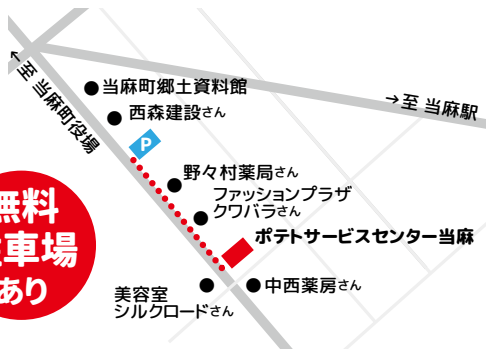 当麻町郷土資料館
西森建設さん
←至 当麻町役場
→至 当麻駅
P
野々村薬局さん
ファッションプラザ
クワバラさん
無料
車場
あり
ポテトサービスセンター当麻
中西薬房さん
美容室
シルクロードさん